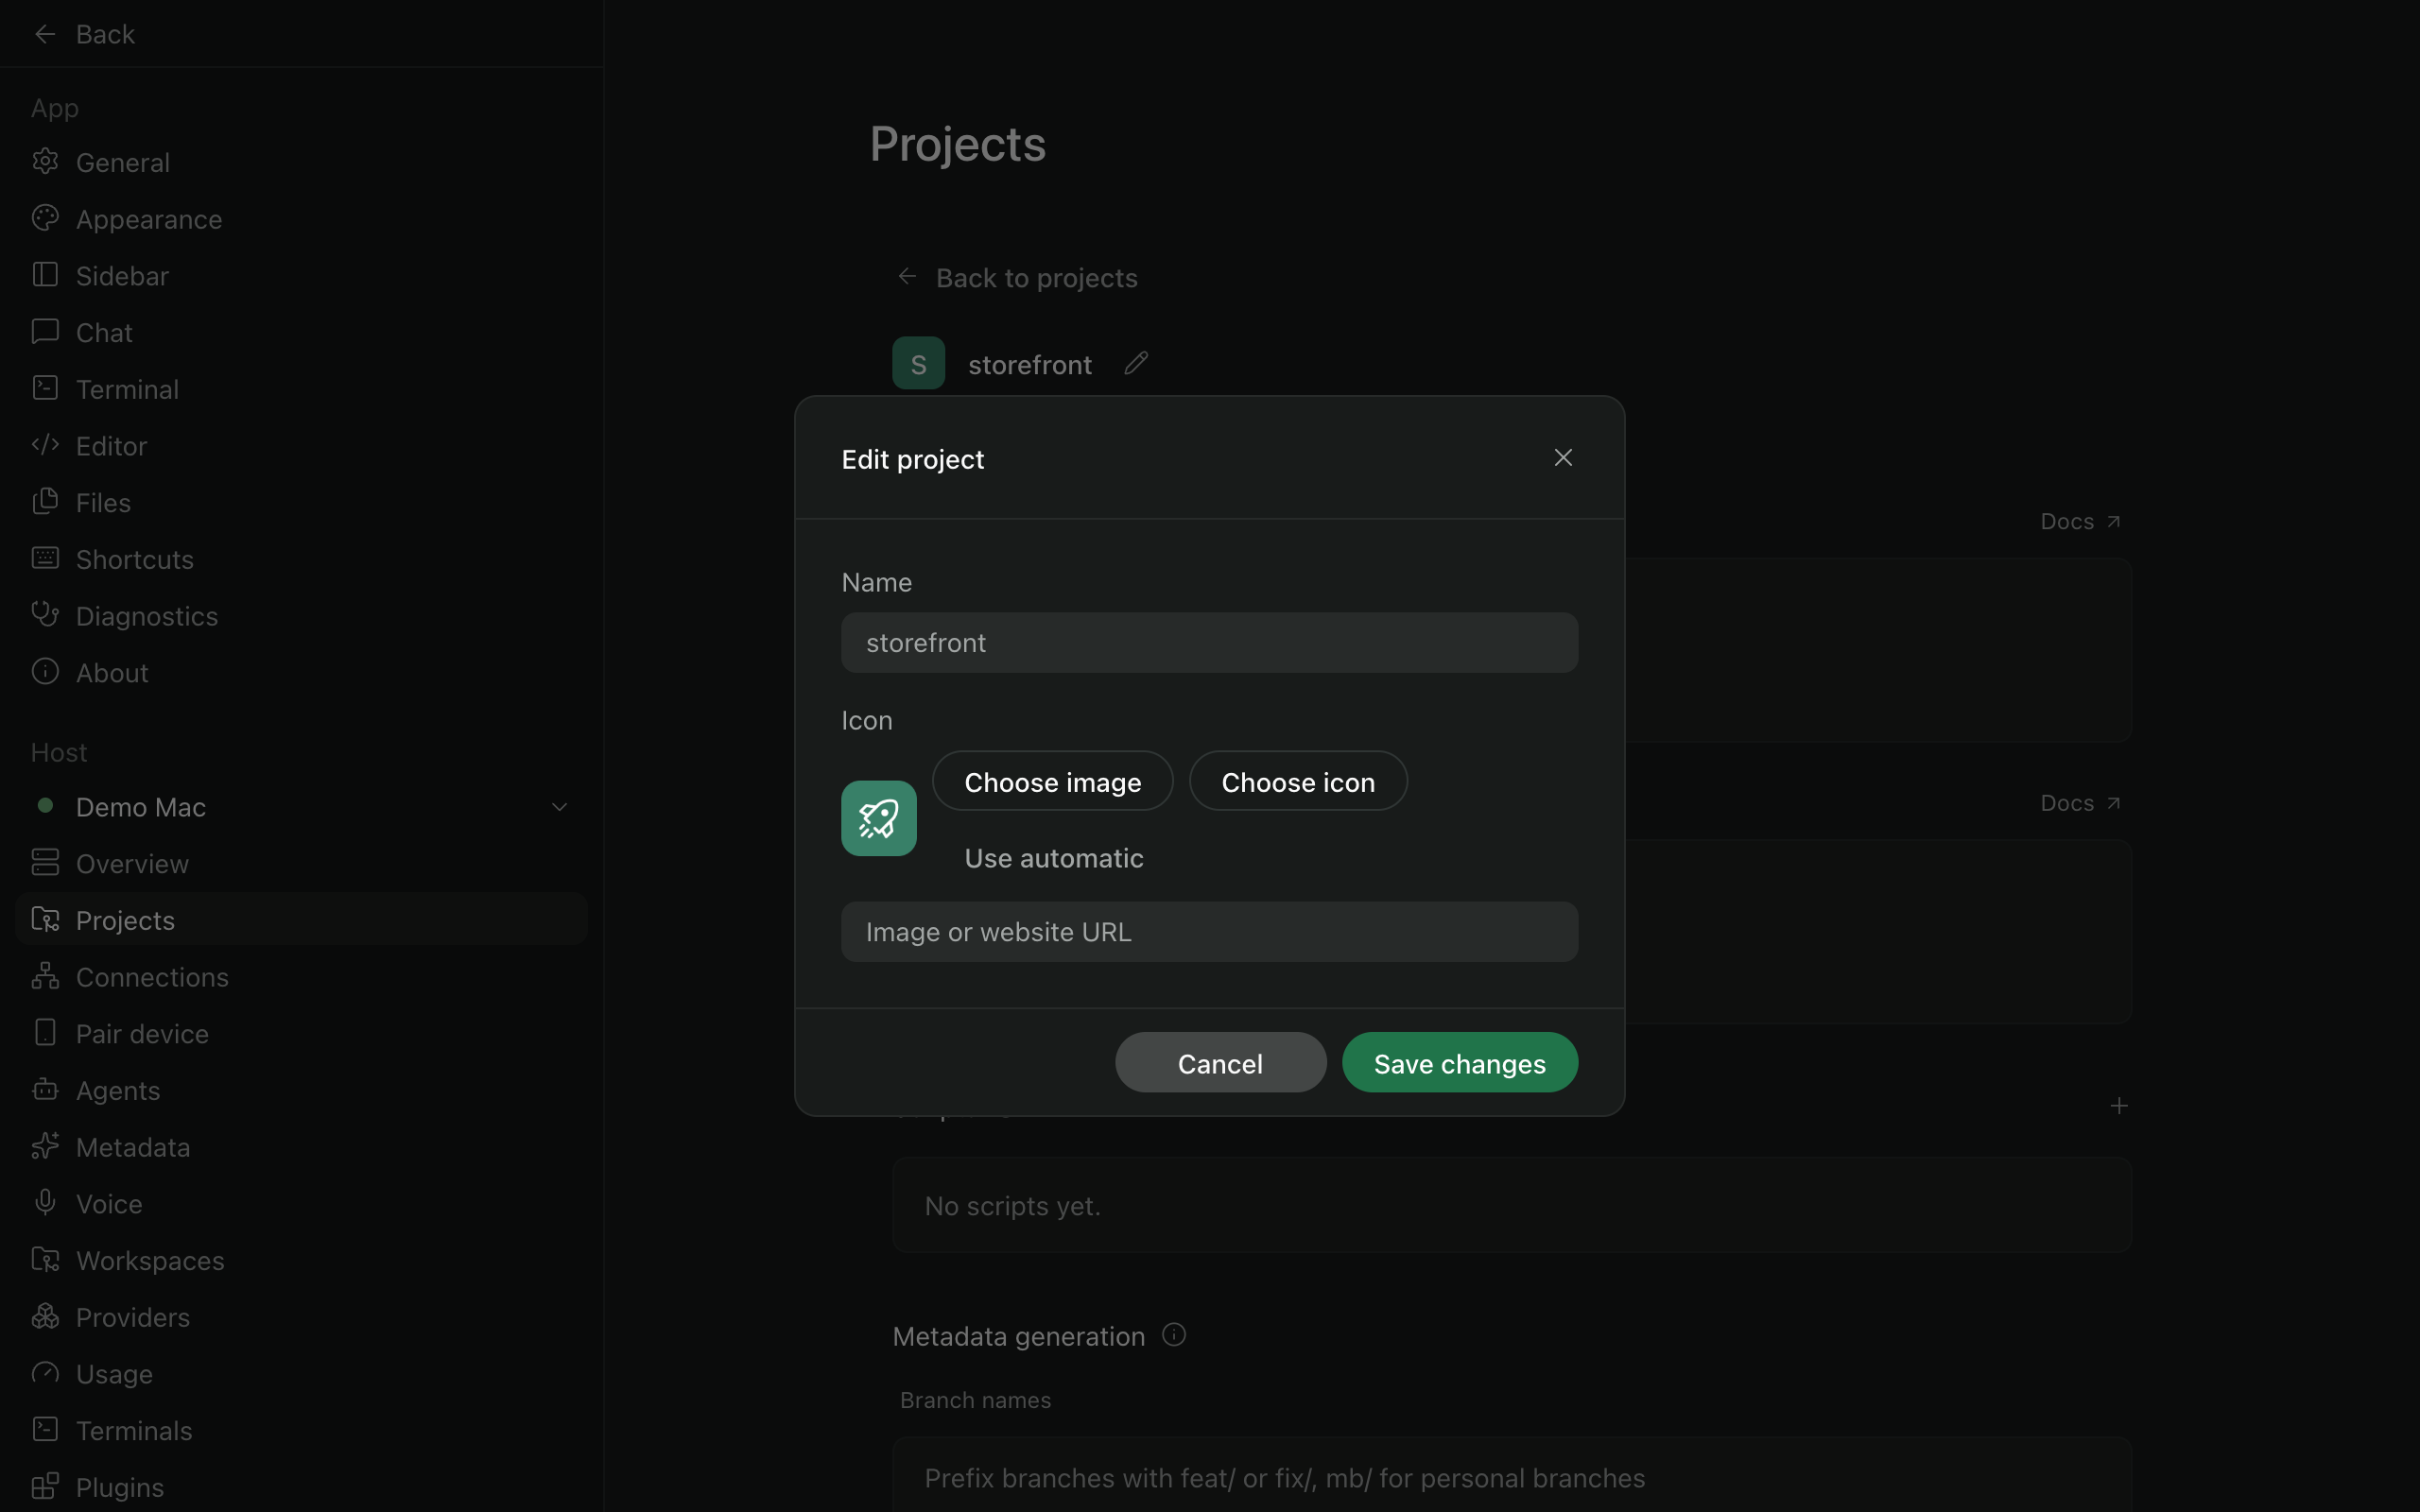 Back
App
General
Appearance
Sidebar
Chat
Terminal
Editor
Files
Shortcuts
Diagnostics
About
Host
Demo Mac
Overview
Projects
Connections
Pair device
Agents
Metadata
Voice
Workspaces
Providers
Usage
Terminals
Plugins
Projects
Back to projects
S storefront
Docs
Docs
No scripts yet.
Metadata generation
Branch names
Prefix branches with feat/ or fix/, mb/ for personal branches
Edit project
Name
storefront
Icon
Choose image Choose icon
Use automatic
Image or website URL
Cancel Save changes